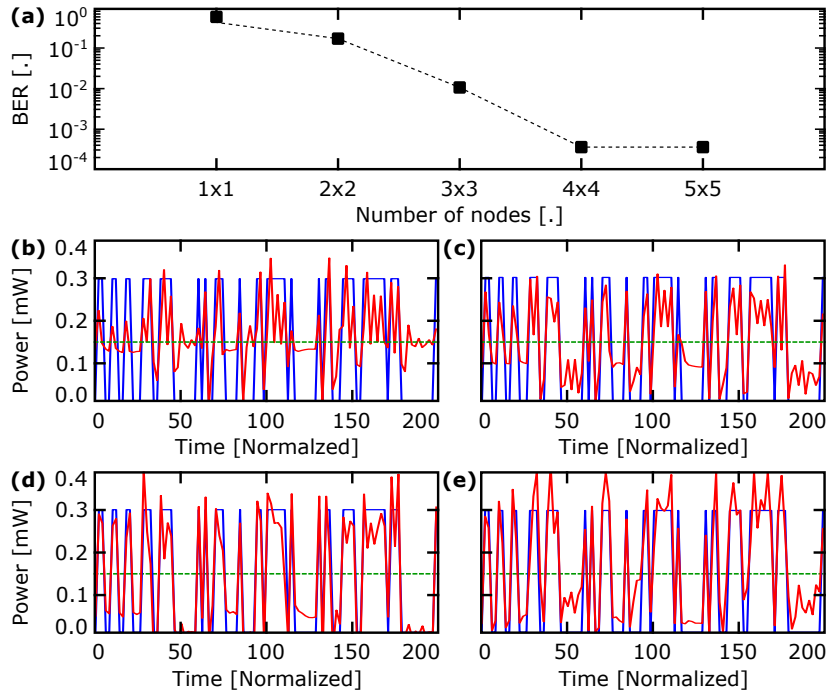 (a)
BER [.]
10^0
10^-1
10^-2
10^-3
10^-4
1x1 2x2 3x3 4x4 5x5
Number of nodes [.]
(b)
(c)
Power [mW]
0.4
0.3
0.2
0.1
0.0
0 50 100 150 200
0 50 100 150 200
Time [Normalzed]
Time [Normalzed]
(d)
(e)
Power [mW]
0.4
0.3
0.2
0.1
0.0
0 50 100 150 200
0 50 100 150 200
Time [Normalzed]
Time [Normalzed]